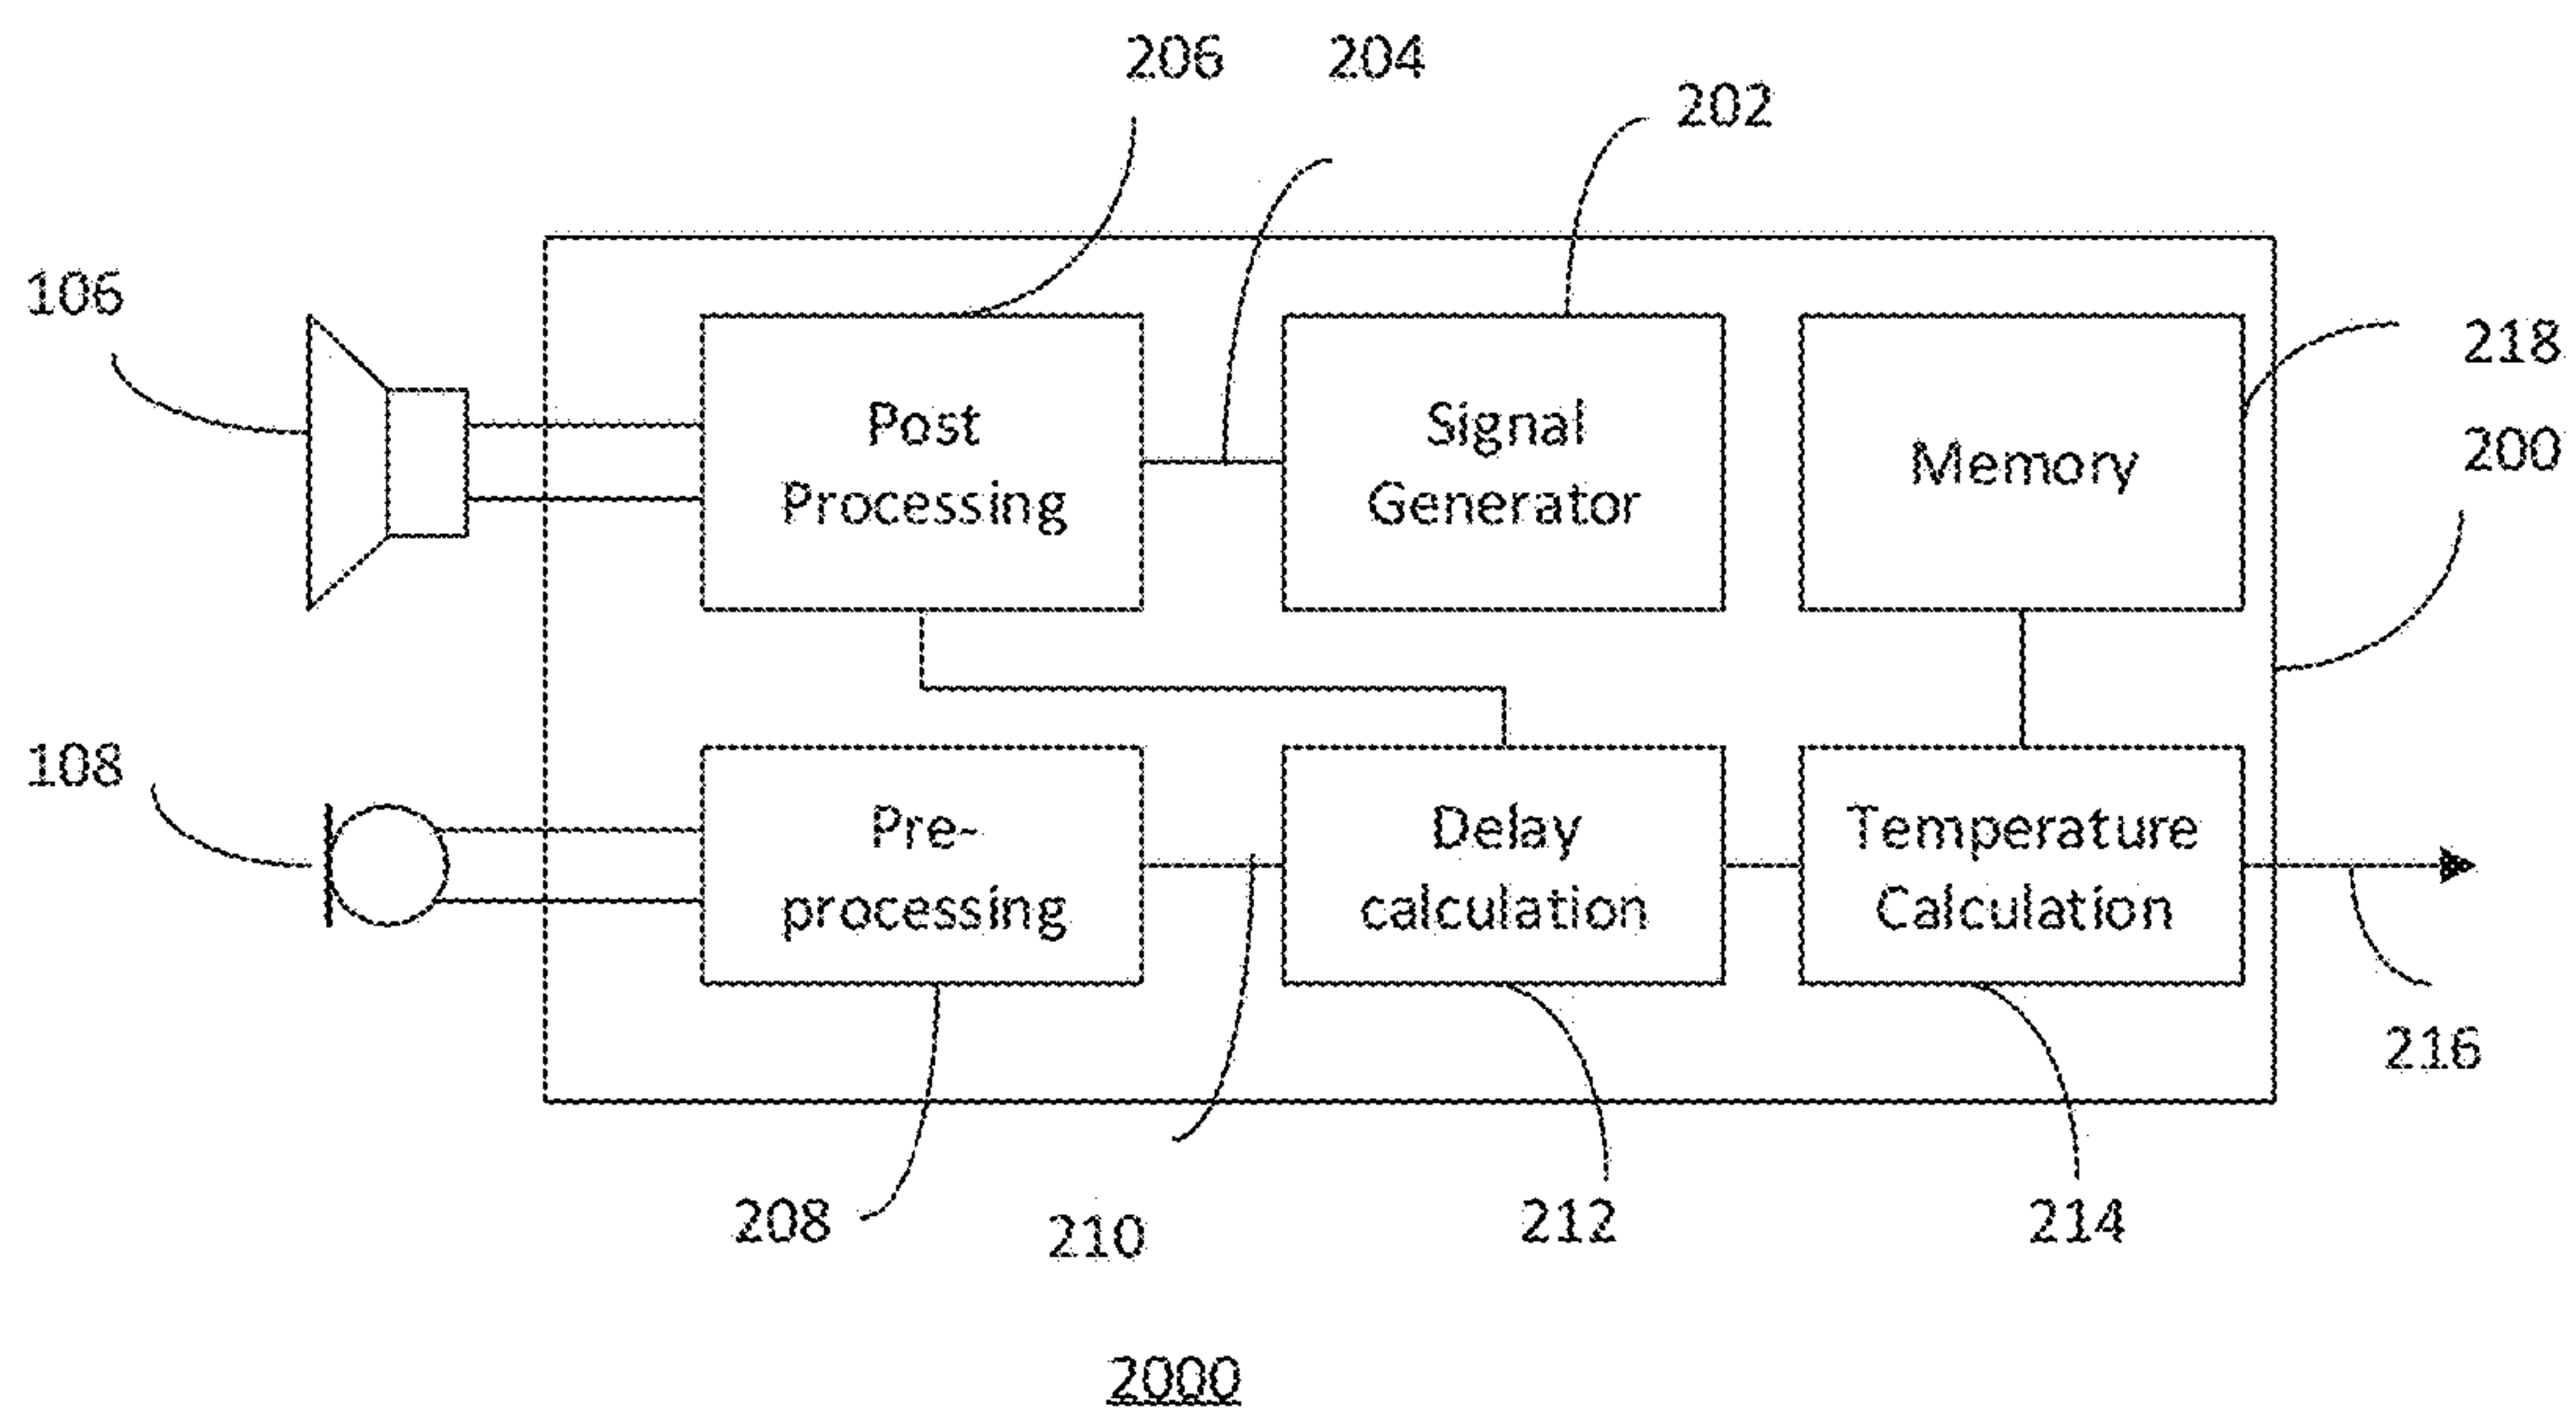 206
204
202
106
218
200
Post
Processing
Signal
Generator
Memory
108
Pre-
processing
Delay
calculation
Temperature
Calculation
216
208
210
212
214
2000